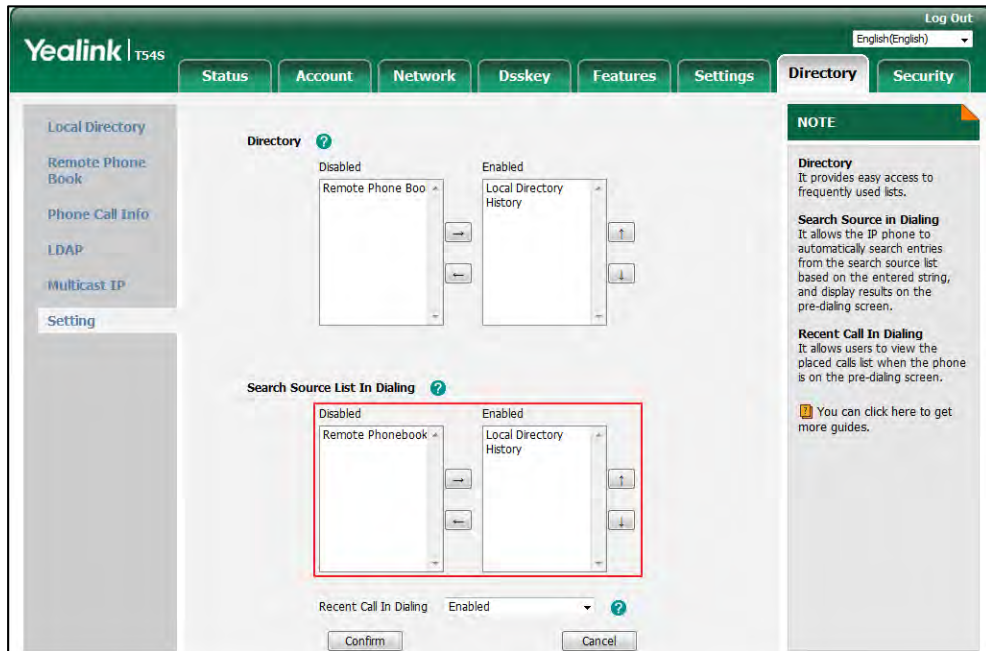 Log Out
English(English)
Yealink T54S
Status Account Network Dsskey Features Settings Directory Security
Local Directory
Remote Phone
Book
Phone Call Info
LDAP
Multicast IP
Setting
Directory ?
Disabled Enabled
Remote Phone Boo Local Directory
History
→ ↑
← ↓
Search Source List In Dialing ?
Disabled Enabled
Remote Phonebook Local Directory
History
→ ↑
← ↓
Recent Call In Dialing Enabled ?
Confirm Cancel
NOTE
Directory
It provides easy access to
frequently used lists.
Search Source in Dialing
It allows the IP phone to
automatically search entries
from the search source list
based on the entered string,
and display results on the
pre-dialing screen.
Recent Call In Dialing
It allows users to view the
placed calls list when the phone
is on the pre-dialing screen.
? You can click here to get
more guides.